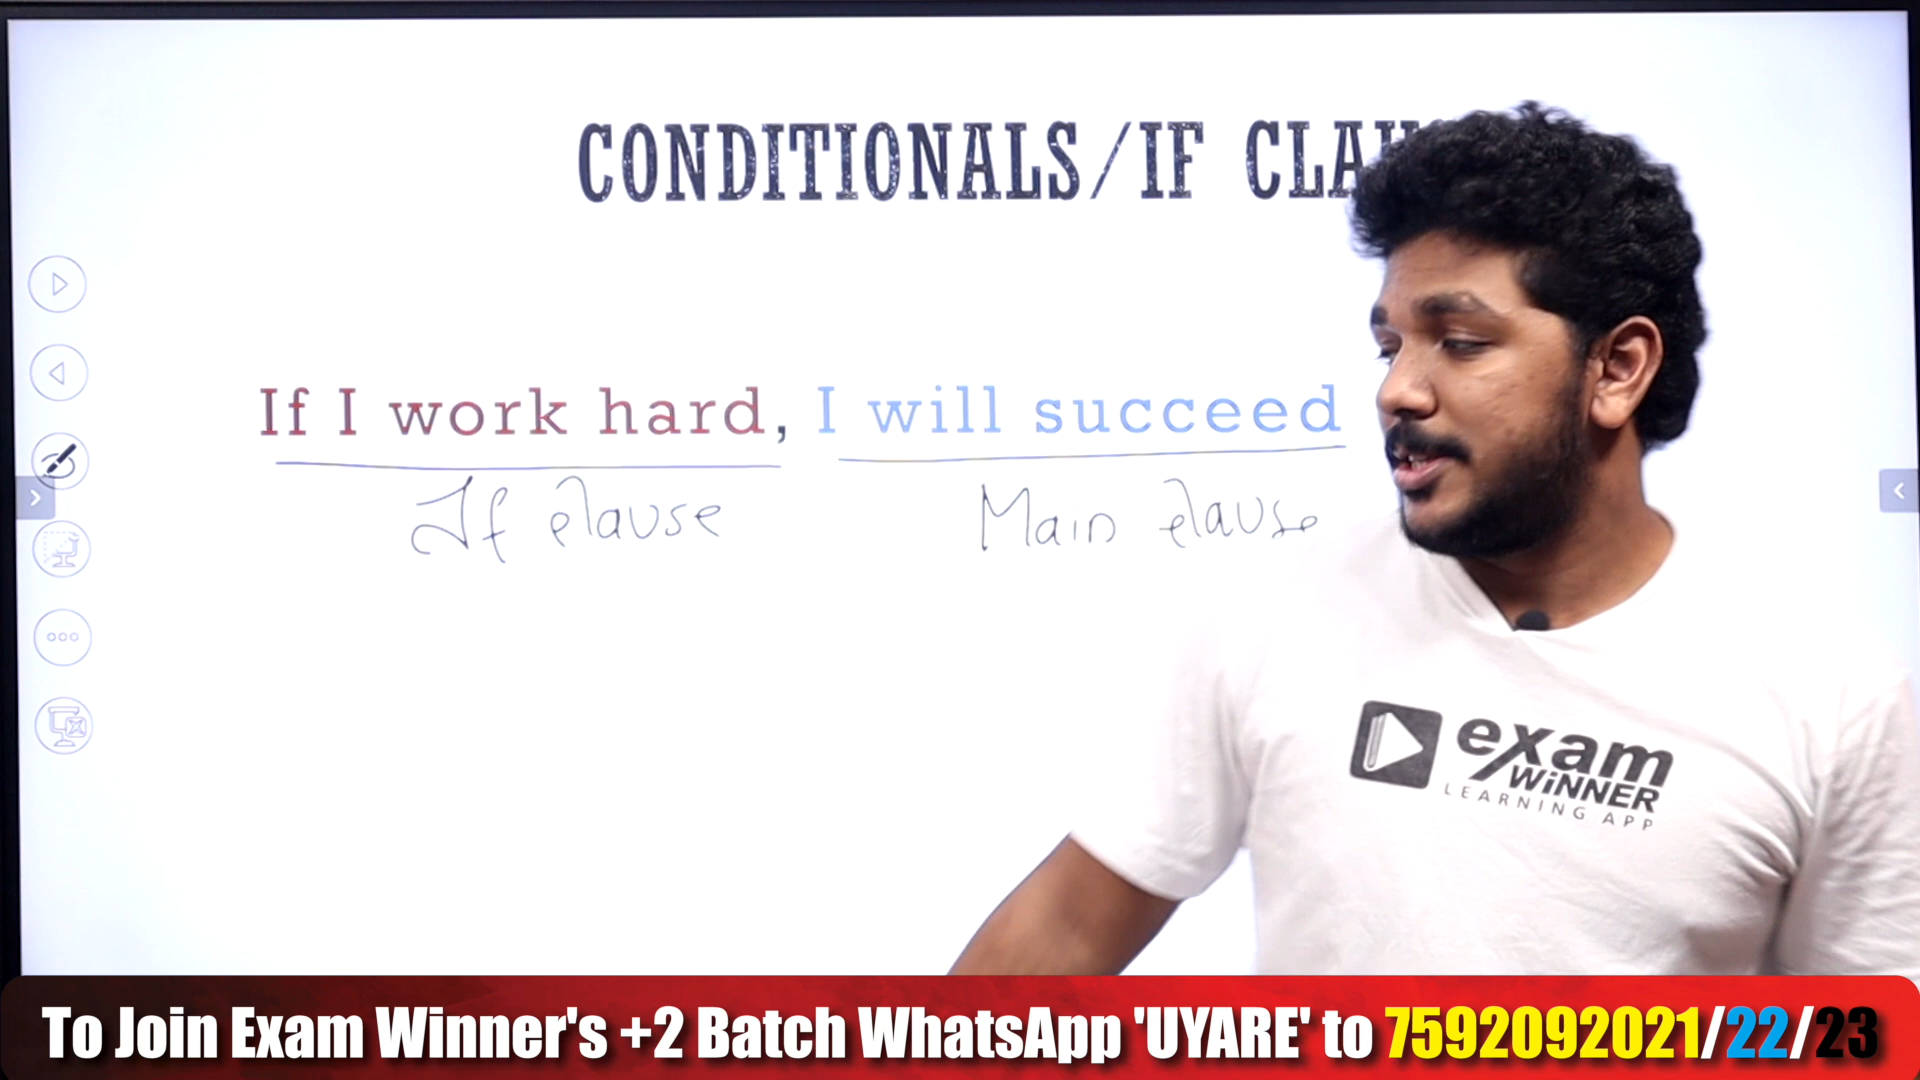 CONDITIONALS/IF CLAU
If I work hard, I will succeed
If clause Main clause
exam
WiNNER
LEARNING APP
To Join Exam Winner's +2 Batch WhatsApp 'UYARE' to 7592092021/22/23